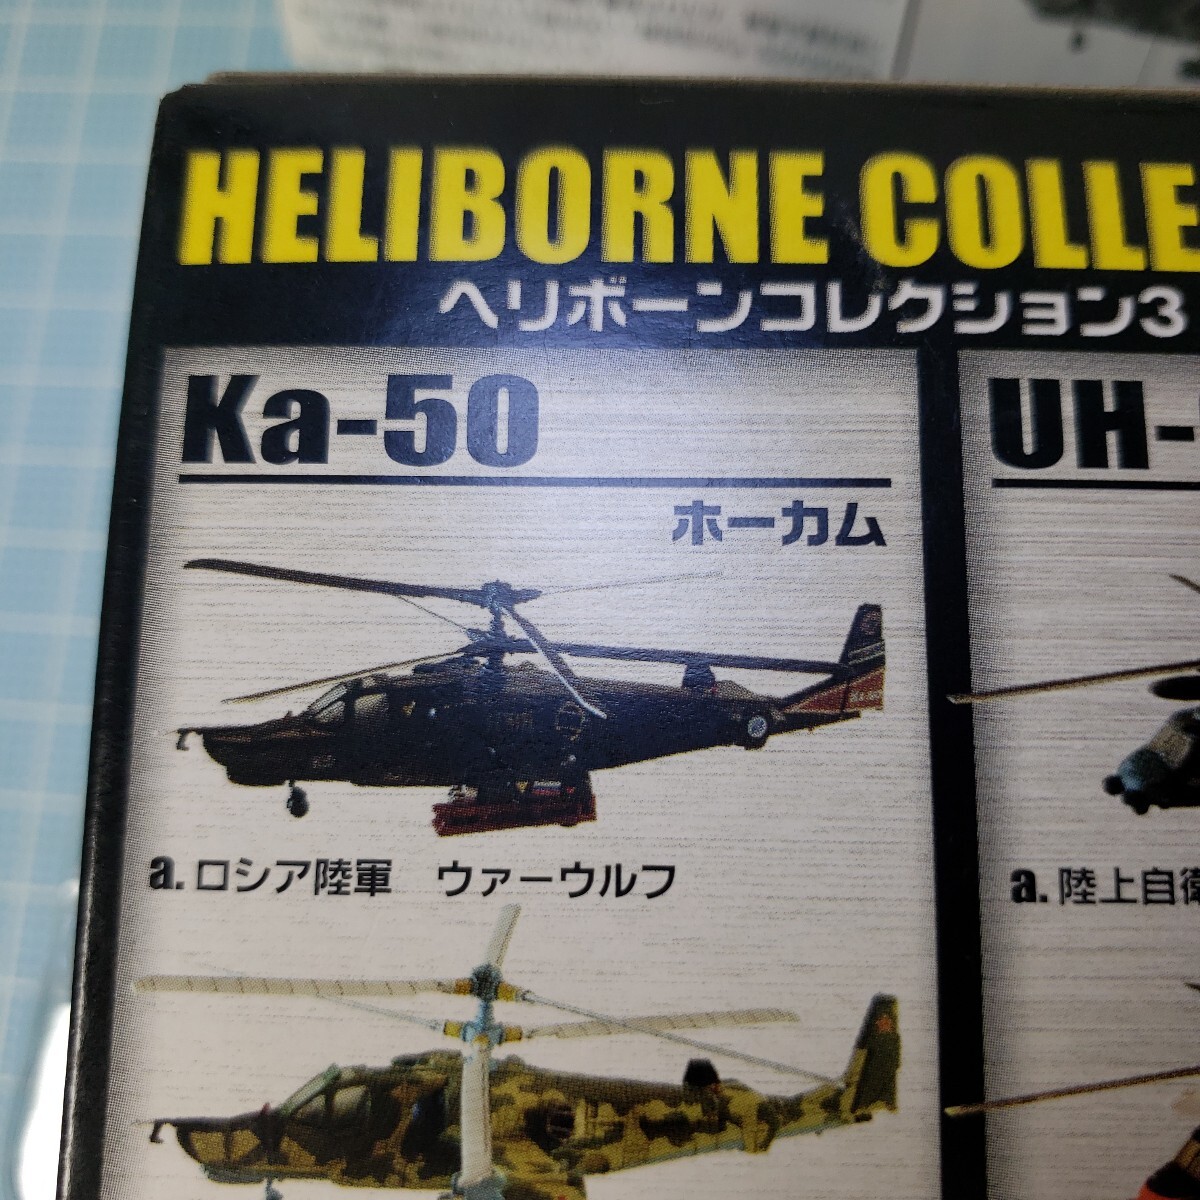 HELIBORNE COLLE
ヘリボーンコレクション3
Ka-50
ホーカム
a.ロシア陸軍 ウァーウルフ
UH-
a.陸上自衛